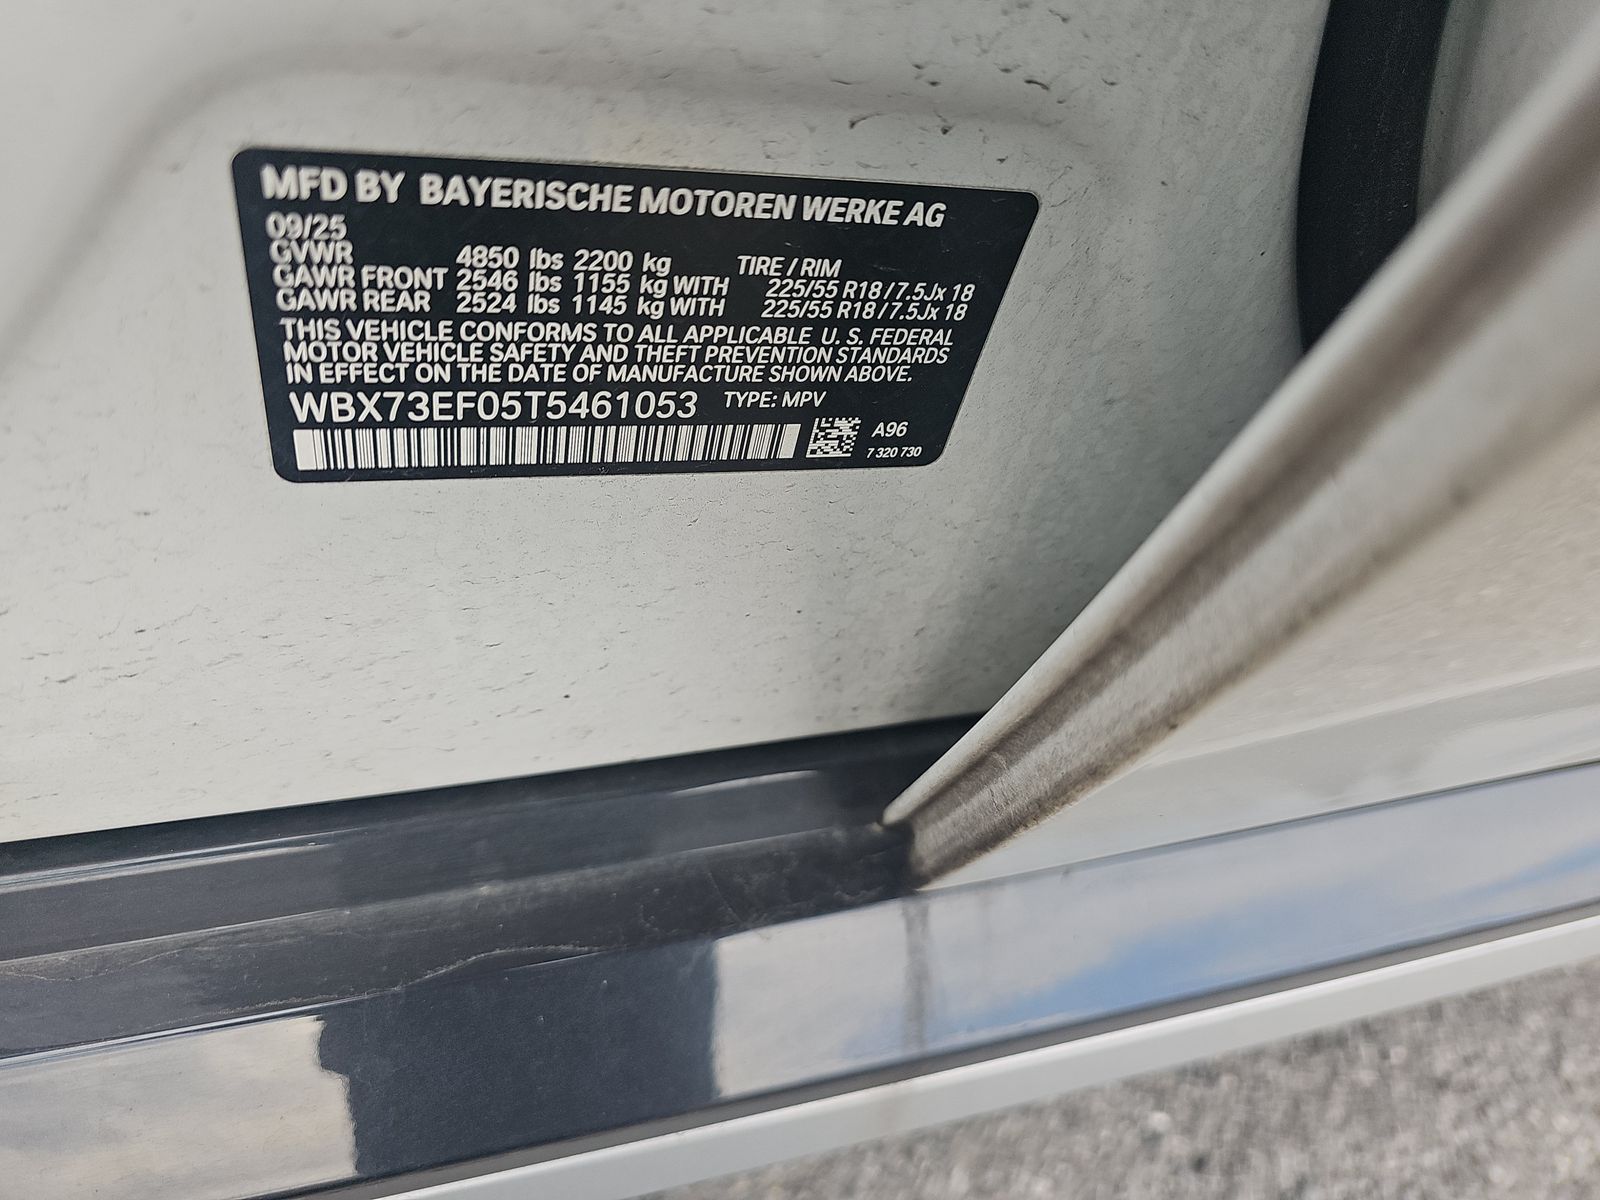 MFD BY BAYERISCHE MOTOREN WERKE AG
09/25
GVWR 4850 lbs 2200 kg TIRE / RIM
GAWR FRONT 2546 lbs 1155 kg WITH 225/55 R18 / 7.5Jx 18
GAWR REAR 2524 lbs 1145 kg WITH 225/55 R18 / 7.5Jx 18
THIS VEHICLE CONFORMS TO ALL APPLICABLE U. S. FEDERAL
MOTOR VEHICLE SAFETY AND THEFT PREVENTION STANDARDS
IN EFFECT ON THE DATE OF MANUFACTURE SHOWN ABOVE.
WBX73EF05T5461053 TYPE: MPV
A96
7 320 730